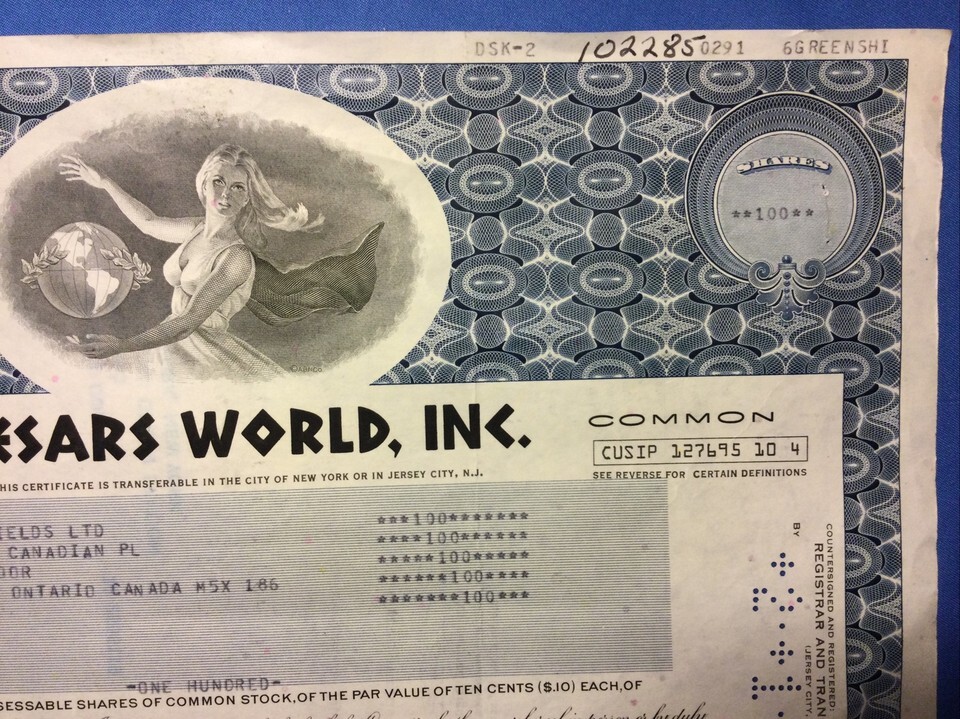 DSK-2 102285 0291 6GREENSHI
SHARES
**100**
ESARS WORLD, INC.
COMMON
CUSIP 127695 10 4
HIS CERTIFICATE IS TRANSFERABLE IN THE CITY OF NEW YORK OR IN JERSEY CITY, N.J.
SEE REVERSE FOR CERTAIN DEFINITIONS
IELDS LTD
CANADIAN PL
OOR
ONTARIO CANADA M5X 1B6
***100*******
****100******
*****100*****
******100****
*******100***
COUNTERSIGNED AND REGISTERED:
REGISTRAR AND TRAN
(JERSEY CITY,
BY
-ONE HUNDRED-
SESSABLE SHARES OF COMMON STOCK, OF THE PAR VALUE OF TEN CENTS ($.10) EACH, OF